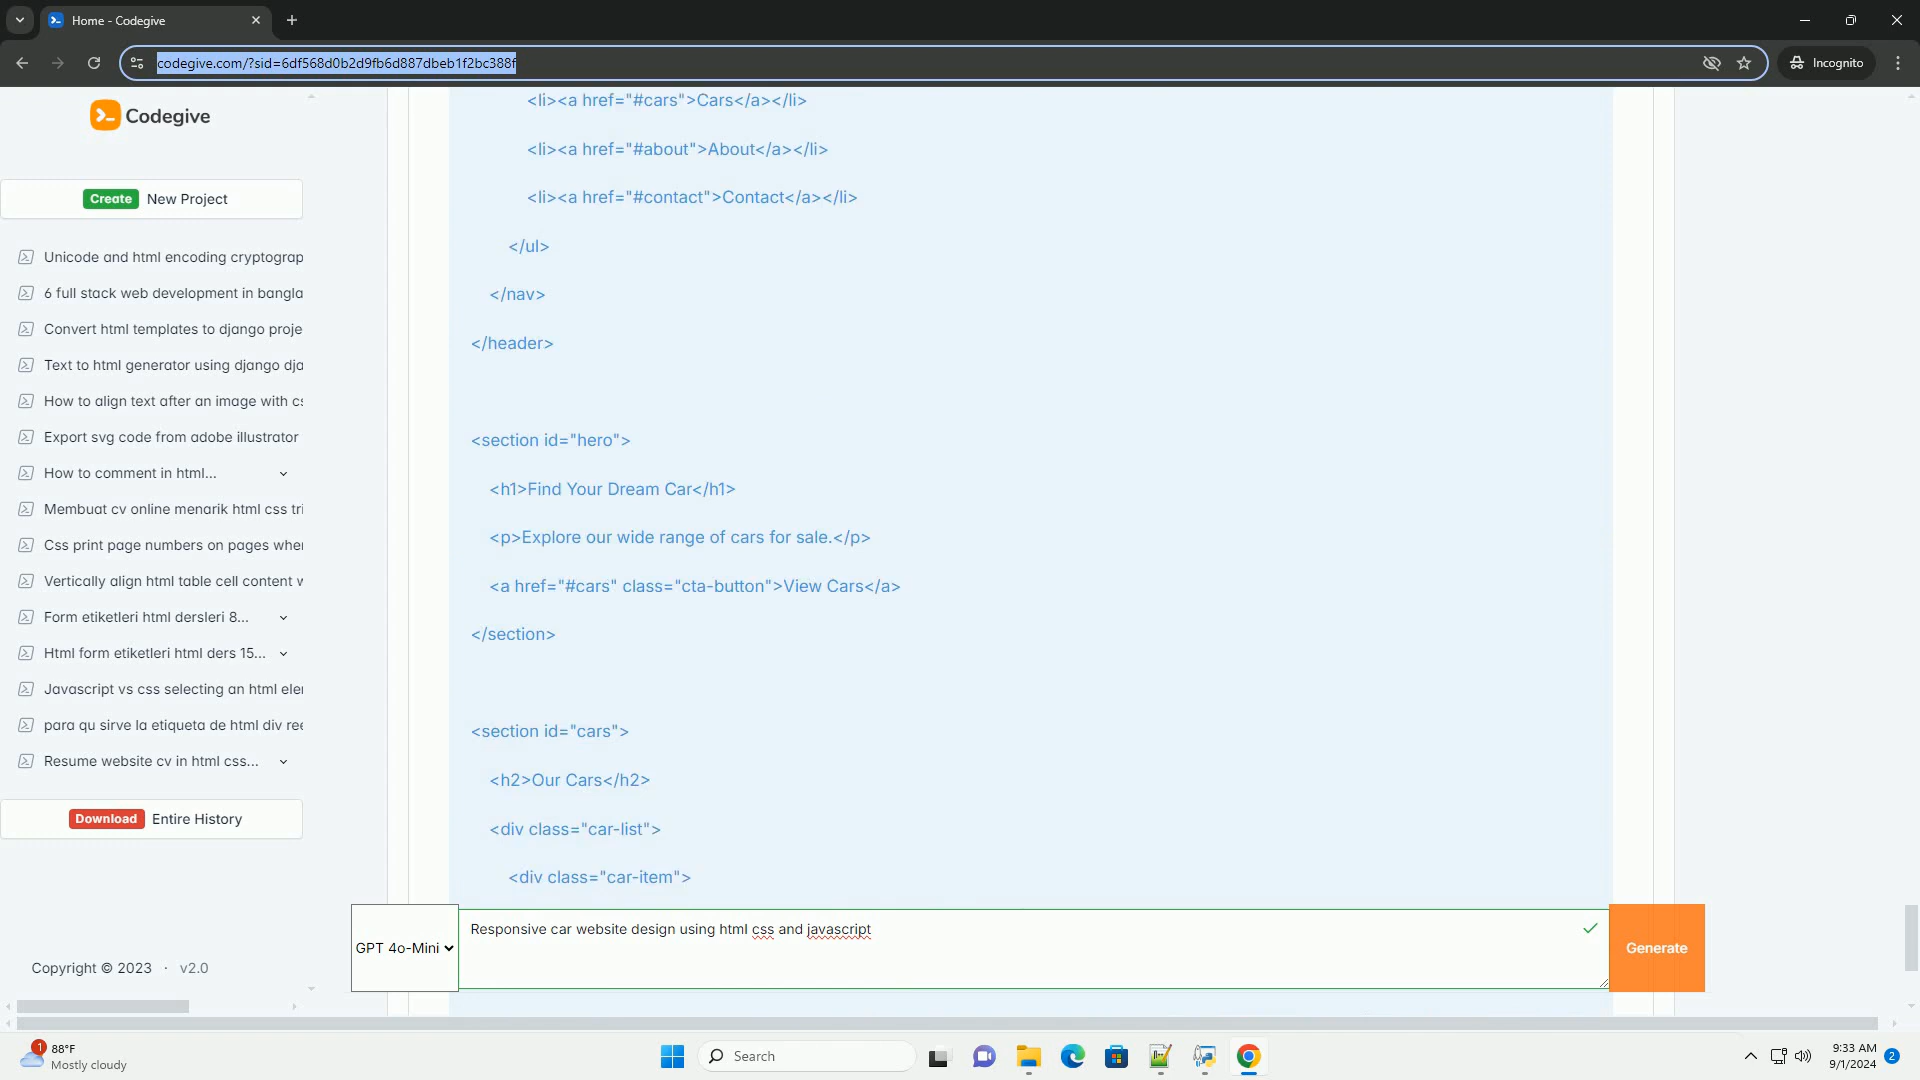 Home - Codegive
codegive.com/?sid=6df568d0b2d9fb6d887dbeb1f2bc388f
Incognito
Codegive
Create New Project
Unicode and html encoding cryptograp
6 full stack web development in bangla
Convert html templates to django proje
Text to html generator using django dja
How to align text after an image with cs
Export svg code from adobe illustrator
How to comment in html...
Membuat cv online menarik html css tri
Css print page numbers on pages when
Vertically align html table cell content w
Form etiketleri html dersleri 8...
Html form etiketleri html ders 15...
Javascript vs css selecting an html eler
para qu sirve la etiqueta de html div ree
Resume website cv in html css...
Download Entire History
Copyright © 2023 · v2.0
<li><a href="#cars">Cars</a></li>
<li><a href="#about">About</a></li>
<li><a href="#contact">Contact</a></li>
</ul>
</nav>
</header>
<section id="hero">
<h1>Find Your Dream Car</h1>
<p>Explore our wide range of cars for sale.</p>
<a href="#cars" class="cta-button">View Cars</a>
</section>
<section id="cars">
<h2>Our Cars</h2>
<div class="car-list">
<div class="car-item">
GPT 4o-Mini
Responsive car website design using html css and javascript
Generate
1
88°F
Mostly cloudy
Search
9:33 AM
9/1/2024
2